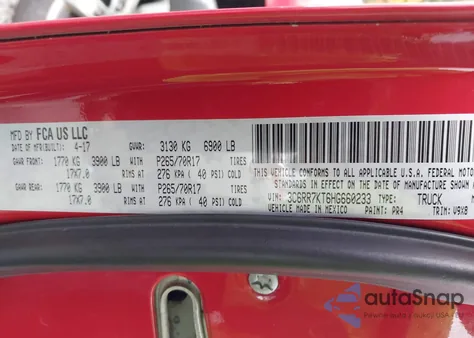 MFD BY FCA US LLC
DATE OF MFR(BUILT): 4-17 GVWR: 3130 KG 6900 LB
GAWR FRONT: 1770 KG 3900 LB WITH P265/70R17 TIRES
17X7.0 RIMS AT 276 KPA( 40 PSI) COLD
GAWR REAR: 1770 KG 3900 LB WITH P265/70R17 TIRES
17X7.0 RIMS AT 276 KPA( 40 PSI) COLD
THIS VEHICLE CONFORMS TO ALL APPLICABLE U.S.A. FEDERAL MOTO
STANDARDS IN EFFECT ON THE DATE OF MANUFACTURE SHOWN
VIN: 3C6RR7KT6HG660233 TYPE: TRUCK
VEHICLE MADE IN MEXICO PAINT: PR4 TRIM: V9X8
autoSnap